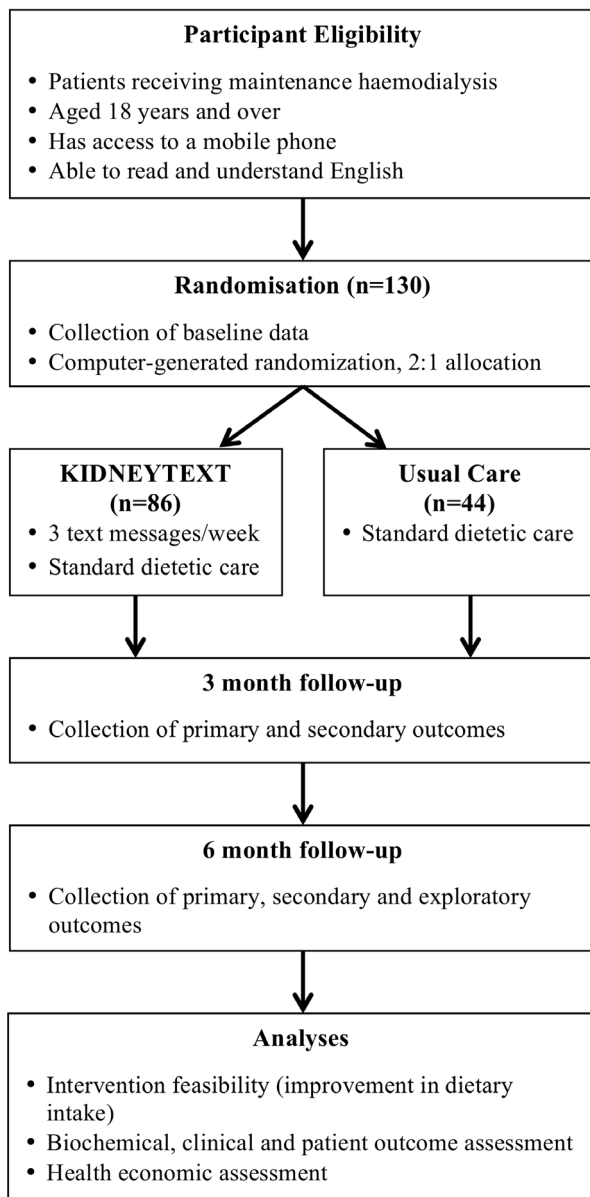 Participant Eligibility
• Patients receiving maintenance haemodialysis
• Aged 18 years and over
• Has access to a mobile phone
• Able to read and understand English
Randomisation (n=130)
• Collection of baseline data
• Computer-generated randomization, 2:1 allocation
KIDNEYTEXT
(n=86)
• 3 text messages/week
• Standard dietetic care
Usual Care
(n=44)
• Standard dietetic care
3 month follow-up
• Collection of primary and secondary outcomes
6 month follow-up
• Collection of primary, secondary and exploratory
outcomes
Analyses
• Intervention feasibility (improvement in dietary
intake)
• Biochemical, clinical and patient outcome assessment
• Health economic assessment